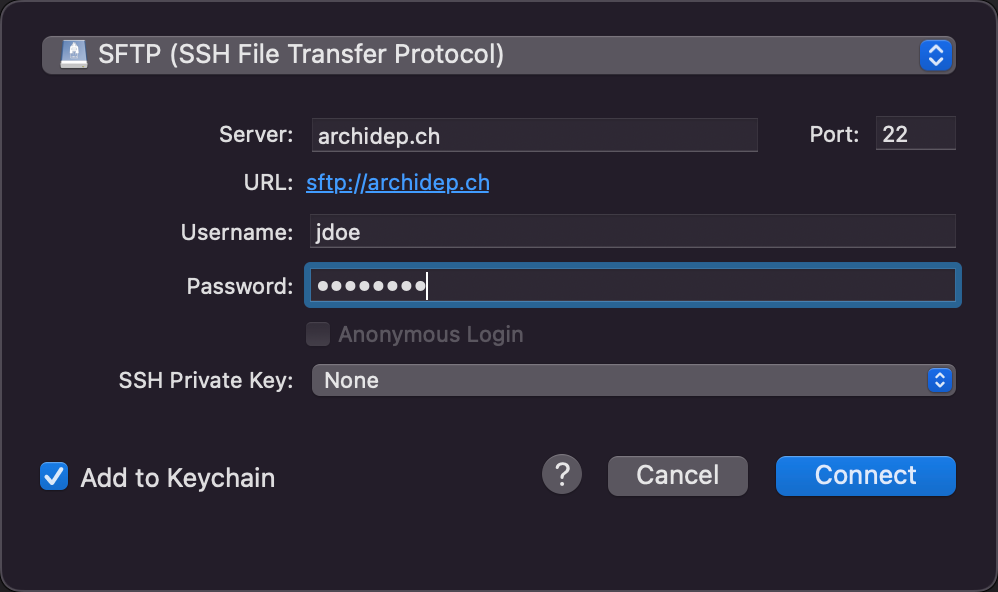 SFTP (SSH File Transfer Protocol)
Server: archidep.ch Port: 22
URL: sftp://archidep.ch
Username: jdoe
Password: ••••••••
Anonymous Login
SSH Private Key: None
Add to Keychain ? Cancel Connect